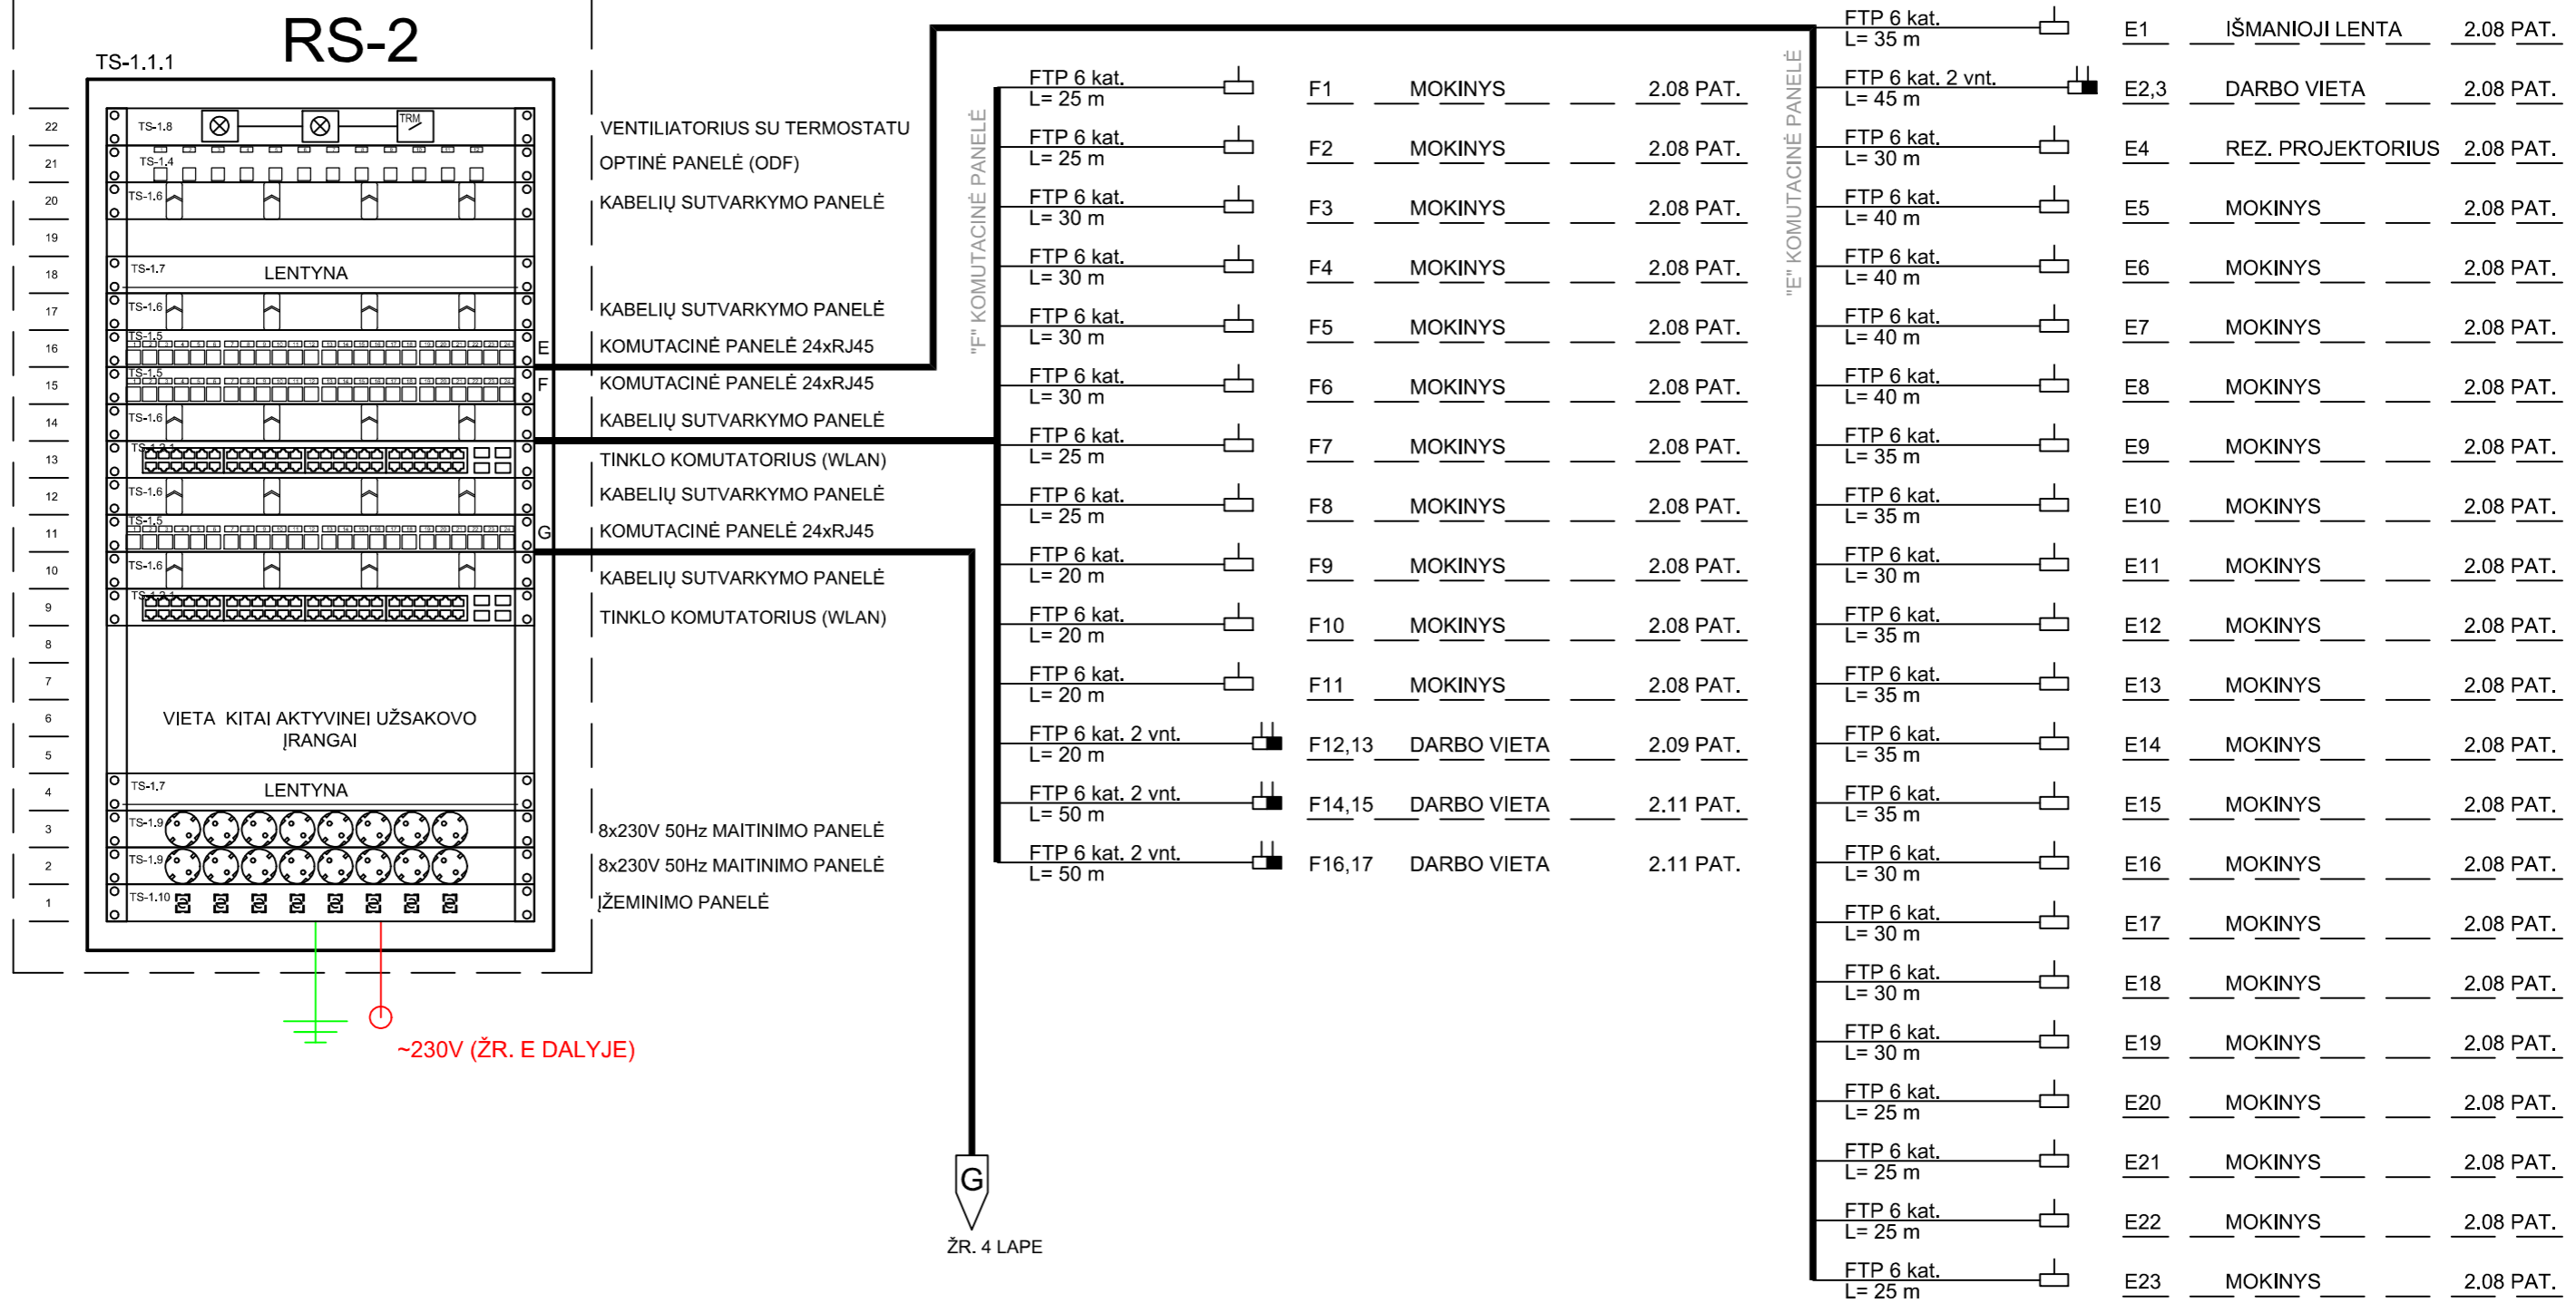 RS-2
TS-1.1.1
22 TS-1.8 TRM VENTILIATORIUS SU TERMOSTATU
21 TS-1.4 OPTINĖ PANELĖ (ODF)
20 TS-1.6 KABELIŲ SUTVARKYMO PANELĖ
19
18 TS-1.7 LENTYNA
17 TS-1.6 KABELIŲ SUTVARKYMO PANELĖ
16 TS-1.5 E KOMUTACINĖ PANELĖ 24xRJ45
15 TS-1.5 F KOMUTACINĖ PANELĖ 24xRJ45
14 TS-1.6 KABELIŲ SUTVARKYMO PANELĖ
13 TINKLO KOMUTATORIUS (WLAN)
12 TS-1.6 KABELIŲ SUTVARKYMO PANELĖ
11 TS-1.5 G KOMUTACINĖ PANELĖ 24xRJ45
10 TS-1.6 KABELIŲ SUTVARKYMO PANELĖ
9 TINKLO KOMUTATORIUS (WLAN)
8
7
6 VIETA KITAI AKTYVINEI UŽSAKOVO
ĮRANGAI
5
4 TS-1.7 LENTYNA
3 TS-1.9 8x230V 50Hz MAITINIMO PANELĖ
2 TS-1.9 8x230V 50Hz MAITINIMO PANELĖ
1 TS-1.10 ĮŽEMINIMO PANELĖ
~230V (ŽR. E DALYJE)
G
ŽR. 4 LAPE
"F" KOMUTACINĖ PANELĖ
FTP 6 kat. F1 MOKINYS 2.08 PAT.
L= 25 m
FTP 6 kat. F2 MOKINYS 2.08 PAT.
L= 25 m
FTP 6 kat. F3 MOKINYS 2.08 PAT.
L= 30 m
FTP 6 kat. F4 MOKINYS 2.08 PAT.
L= 30 m
FTP 6 kat. F5 MOKINYS 2.08 PAT.
L= 30 m
FTP 6 kat. F6 MOKINYS 2.08 PAT.
L= 30 m
FTP 6 kat. F7 MOKINYS 2.08 PAT.
L= 25 m
FTP 6 kat. F8 MOKINYS 2.08 PAT.
L= 25 m
FTP 6 kat. F9 MOKINYS 2.08 PAT.
L= 20 m
FTP 6 kat. F10 MOKINYS 2.08 PAT.
L= 20 m
FTP 6 kat. F11 MOKINYS 2.08 PAT.
L= 20 m
FTP 6 kat. 2 vnt. F12,13 DARBO VIETA 2.09 PAT.
L= 20 m
FTP 6 kat. 2 vnt. F14,15 DARBO VIETA 2.11 PAT.
L= 50 m
FTP 6 kat. 2 vnt. F16,17 DARBO VIETA 2.11 PAT.
L= 50 m
"E" KOMUTACINĖ PANELĖ
FTP 6 kat. E1 IŠMANIOJI LENTA 2.08 PAT.
L= 35 m
FTP 6 kat. 2 vnt. E2,3 DARBO VIETA 2.08 PAT.
L= 45 m
FTP 6 kat. E4 REZ. PROJEKTORIUS 2.08 PAT.
L= 30 m
FTP 6 kat. E5 MOKINYS 2.08 PAT.
L= 40 m
FTP 6 kat. E6 MOKINYS 2.08 PAT.
L= 40 m
FTP 6 kat. E7 MOKINYS 2.08 PAT.
L= 40 m
FTP 6 kat. E8 MOKINYS 2.08 PAT.
L= 40 m
FTP 6 kat. E9 MOKINYS 2.08 PAT.
L= 35 m
FTP 6 kat. E10 MOKINYS 2.08 PAT.
L= 35 m
FTP 6 kat. E11 MOKINYS 2.08 PAT.
L= 30 m
FTP 6 kat. E12 MOKINYS 2.08 PAT.
L= 35 m
FTP 6 kat. E13 MOKINYS 2.08 PAT.
L= 35 m
FTP 6 kat. E14 MOKINYS 2.08 PAT.
L= 35 m
FTP 6 kat. E15 MOKINYS 2.08 PAT.
L= 35 m
FTP 6 kat. E16 MOKINYS 2.08 PAT.
L= 30 m
FTP 6 kat. E17 MOKINYS 2.08 PAT.
L= 30 m
FTP 6 kat. E18 MOKINYS 2.08 PAT.
L= 30 m
FTP 6 kat. E19 MOKINYS 2.08 PAT.
L= 30 m
FTP 6 kat. E20 MOKINYS 2.08 PAT.
L= 25 m
FTP 6 kat. E21 MOKINYS 2.08 PAT.
L= 25 m
FTP 6 kat. E22 MOKINYS 2.08 PAT.
L= 25 m
FTP 6 kat. E23 MOKINYS 2.08 PAT.
L= 25 m